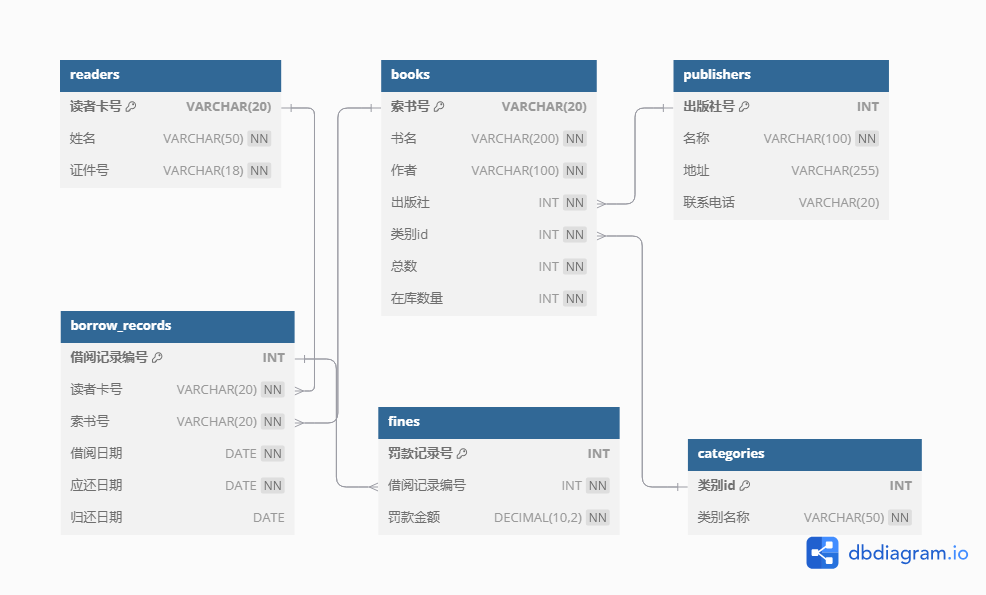 readers
读者卡号 VARCHAR(20)
姓名 VARCHAR(50) NN
证件号 VARCHAR(18) NN
books
索书号 VARCHAR(20)
书名 VARCHAR(200) NN
作者 VARCHAR(100) NN
出版社 INT NN
类别id INT NN
总数 INT NN
在库数量 INT NN
publishers
出版社号 INT
名称 VARCHAR(100) NN
地址 VARCHAR(255)
联系电话 VARCHAR(20)
borrow_records
借阅记录编号 INT
读者卡号 VARCHAR(20) NN
索书号 VARCHAR(20) NN
借阅日期 DATE NN
应还日期 DATE NN
归还日期 DATE
fines
罚款记录号 INT
借阅记录编号 INT NN
罚款金额 DECIMAL(10,2) NN
categories
类别id INT
类别名称 VARCHAR(50) NN
dbdiagram.io